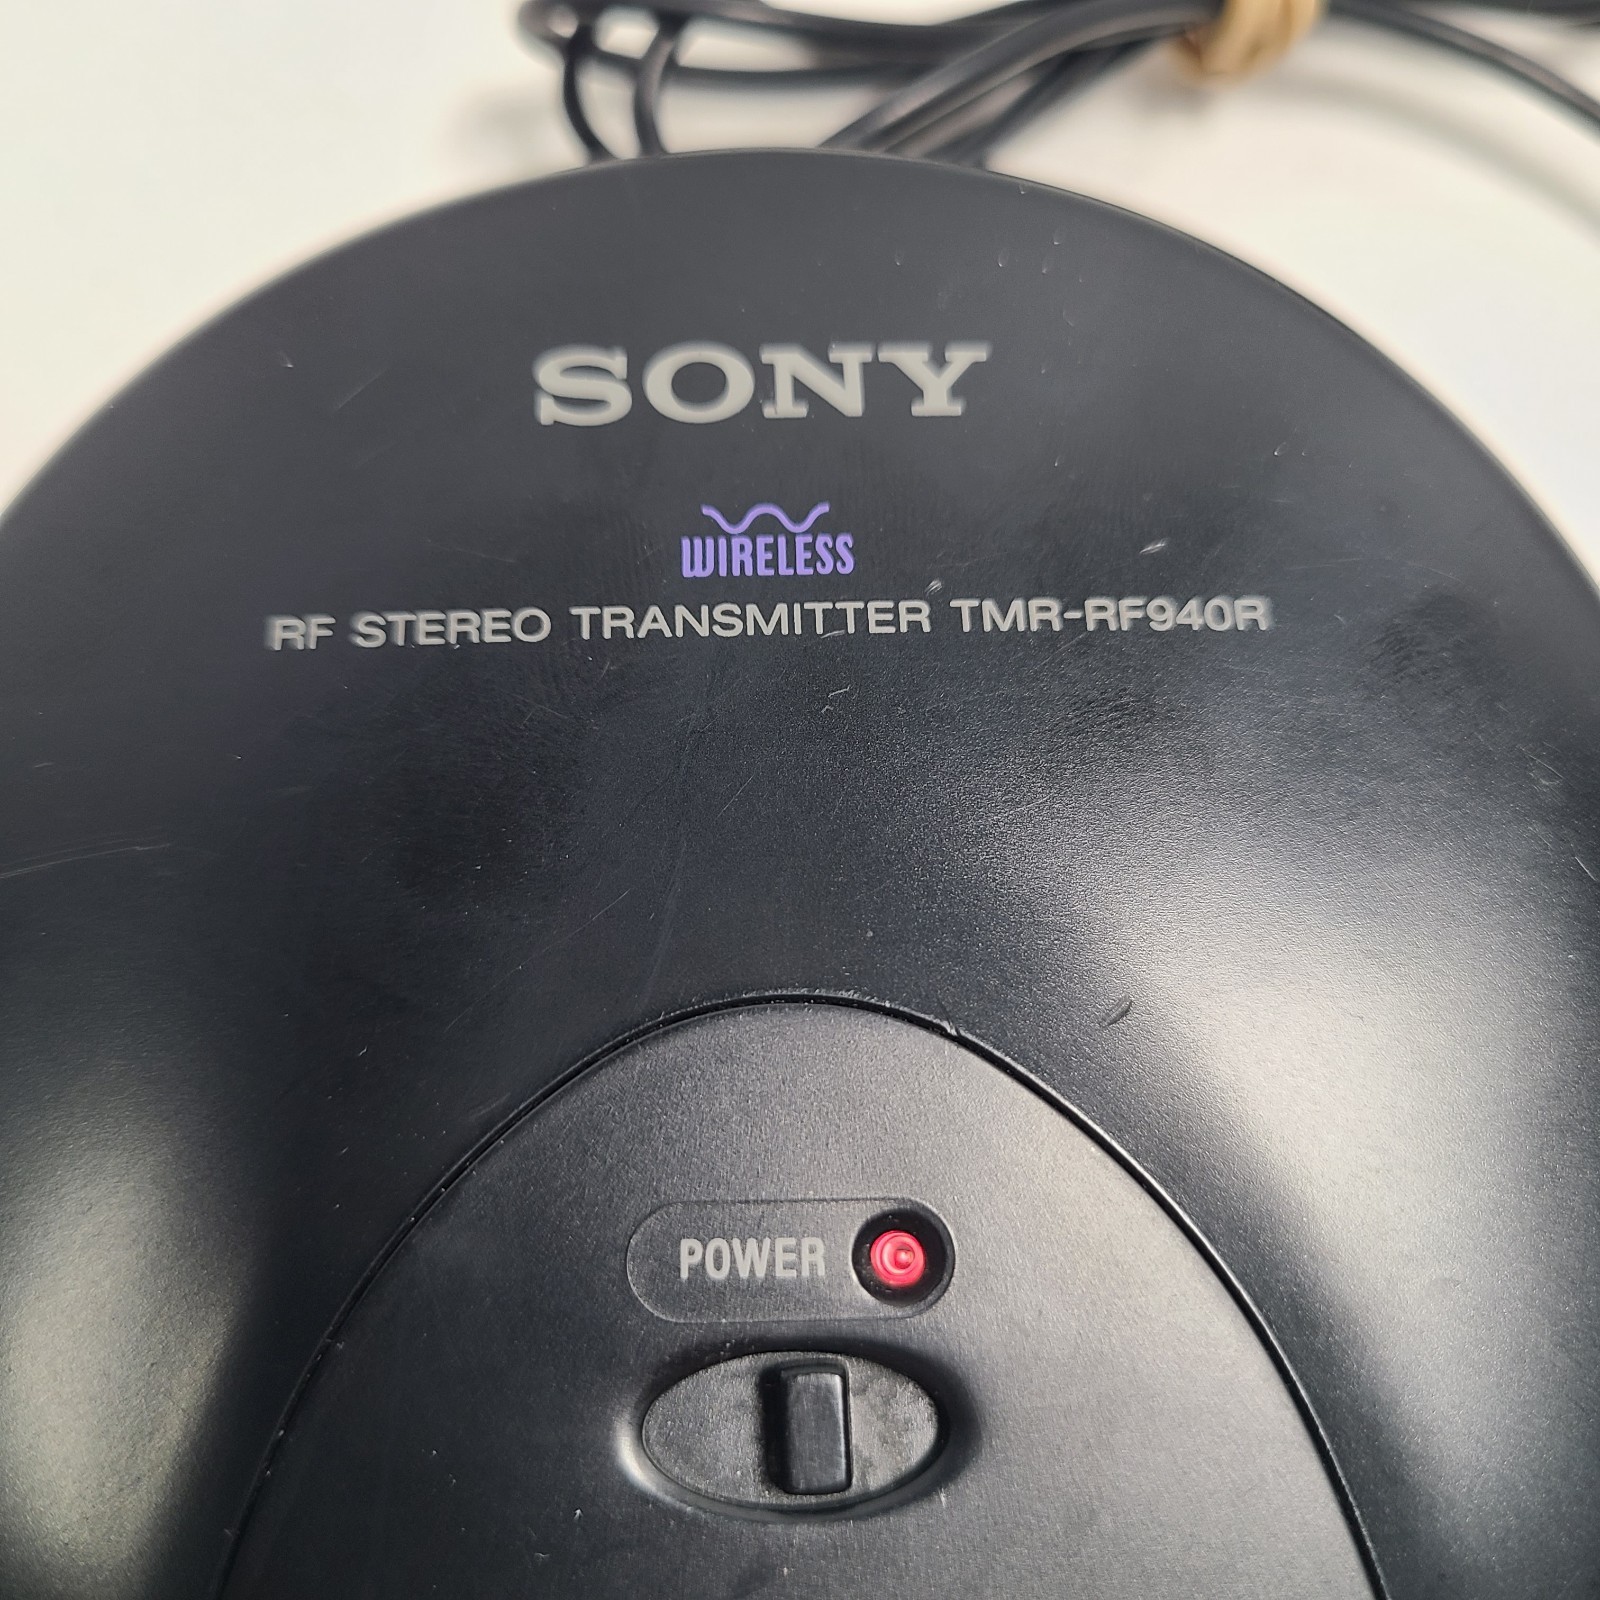 SONY
WIRELESS
RF STEREO TRANSMITTER TMR-RF940R
POWER